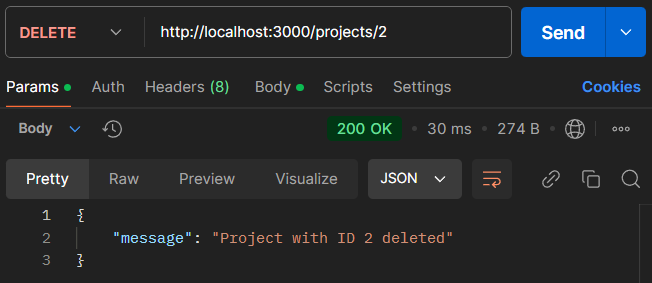 DELETE http://localhost:3000/projects/2 Send
Params Auth Headers (8) Body Scripts Settings Cookies
Body 200 OK 30 ms 274 B
Pretty Raw Preview Visualize JSON
1 {
2 "message": "Project with ID 2 deleted"
3 }